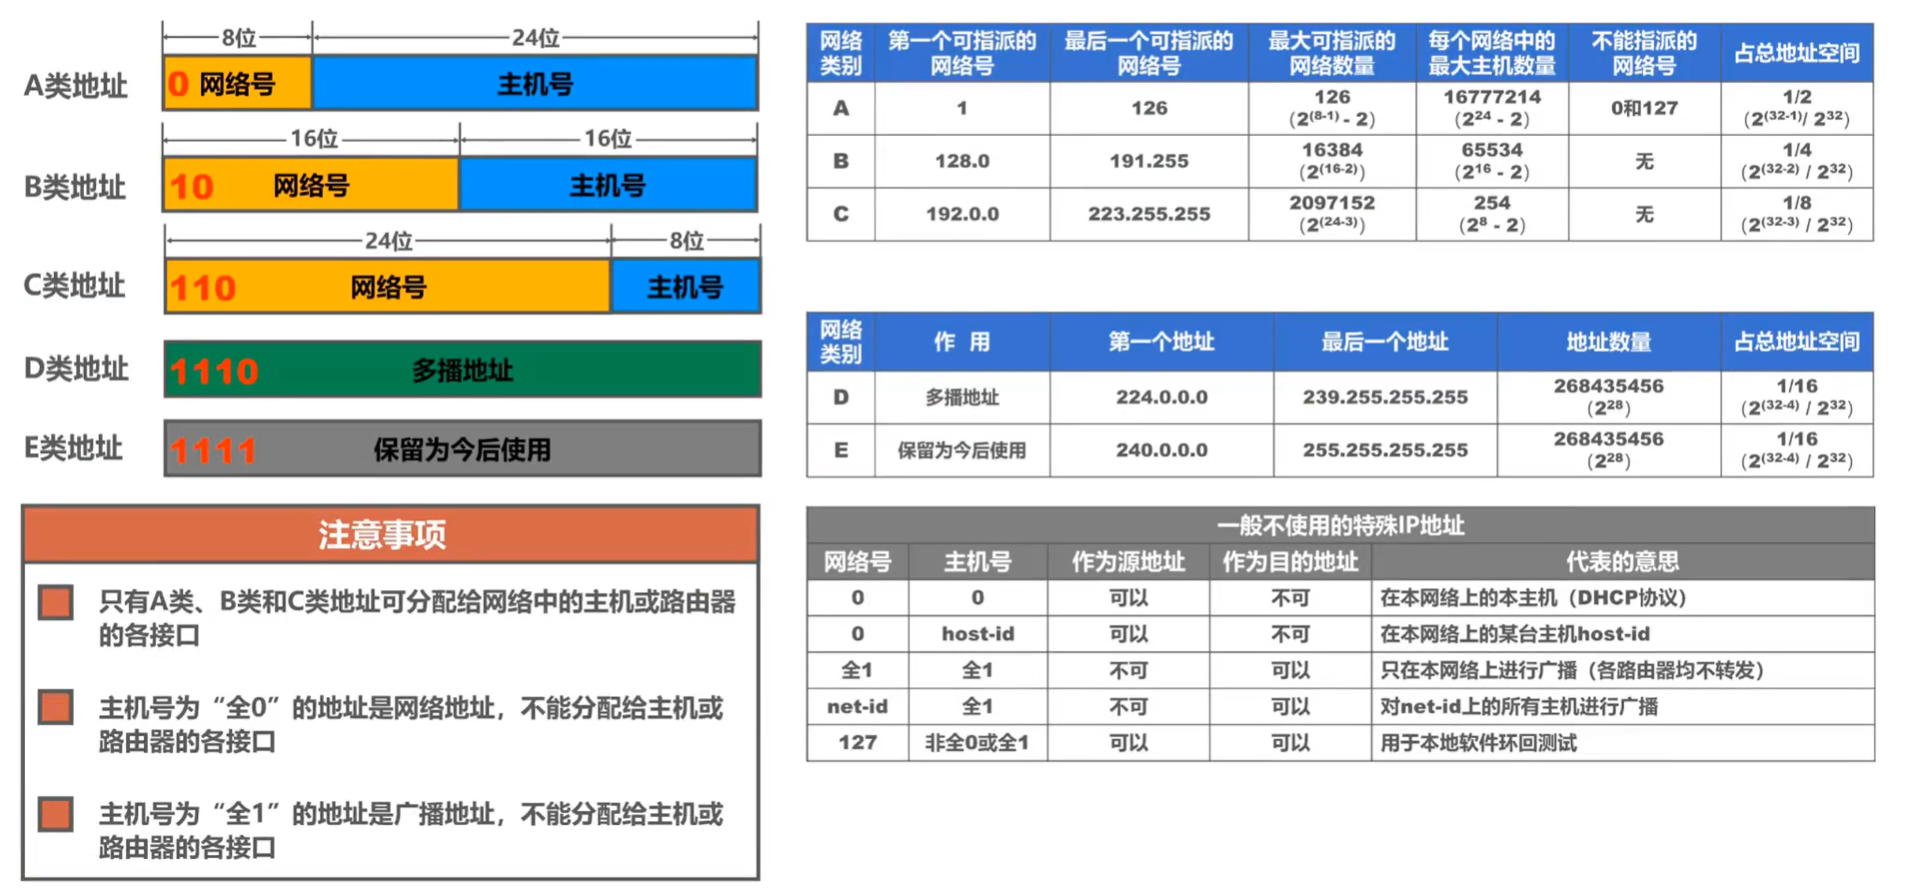 8位
24位
A类地址
0 网络号
主机号
16位
16位
B类地址
10 网络号
主机号
24位
8位
C类地址
110 网络号
主机号
D类地址
1110 多播地址
E类地址
1111 保留为今后使用
注意事项
只有A类、B类和C类地址可分配给网络中的主机或路由器
的各接口
主机号为“全0”的地址是网络地址，不能分配给主机或
路由器的各接口
主机号为“全1”的地址是广播地址，不能分配给主机或
路由器的各接口
网络
类别
第一个可指派的
网络号
最后一个可指派的
网络号
最大可指派的
网络数量
每个网络中的
最大主机数量
不能指派的
网络号
占总地址空间
A
1
126
126
（2⁽⁸⁻¹⁾ - 2）
16777214
（2²⁴ - 2）
0和127
1/2
（2⁽³²⁻¹⁾/ 2³²）
B
128.0
191.255
16384
（2⁽¹⁶⁻²⁾）
65534
（2¹⁶ - 2）
无
1/4
（2⁽³²⁻²⁾ / 2³²）
C
192.0.0
223.255.255
2097152
（2⁽²⁴⁻³⁾）
254
（2⁸ - 2）
无
1/8
（2⁽³²⁻³⁾ / 2³²）
网络
类别
作 用
第一个地址
最后一个地址
地址数量
占总地址空间
D
多播地址
224.0.0.0
239.255.255.255
268435456
（2²⁸）
1/16
（2⁽³²⁻⁴⁾ / 2³²）
E
保留为今后使用
240.0.0.0
255.255.255.255
268435456
（2²⁸）
1/16
（2⁽³²⁻⁴⁾ / 2³²）
一般不使用的特殊IP地址
网络号 主机号 作为源地址 作为目的地址 代表的意思
0 0 可以 不可 在本网络上的本主机（DHCP协议）
0 host-id 可以 不可 在本网络上的某台主机host-id
全1 全1 不可 可以 只在本网络上进行广播（各路由器均不转发）
net-id 全1 不可 可以 对net-id上的所有主机进行广播
127 非全0或全1 可以 可以 用于本地软件环回测试